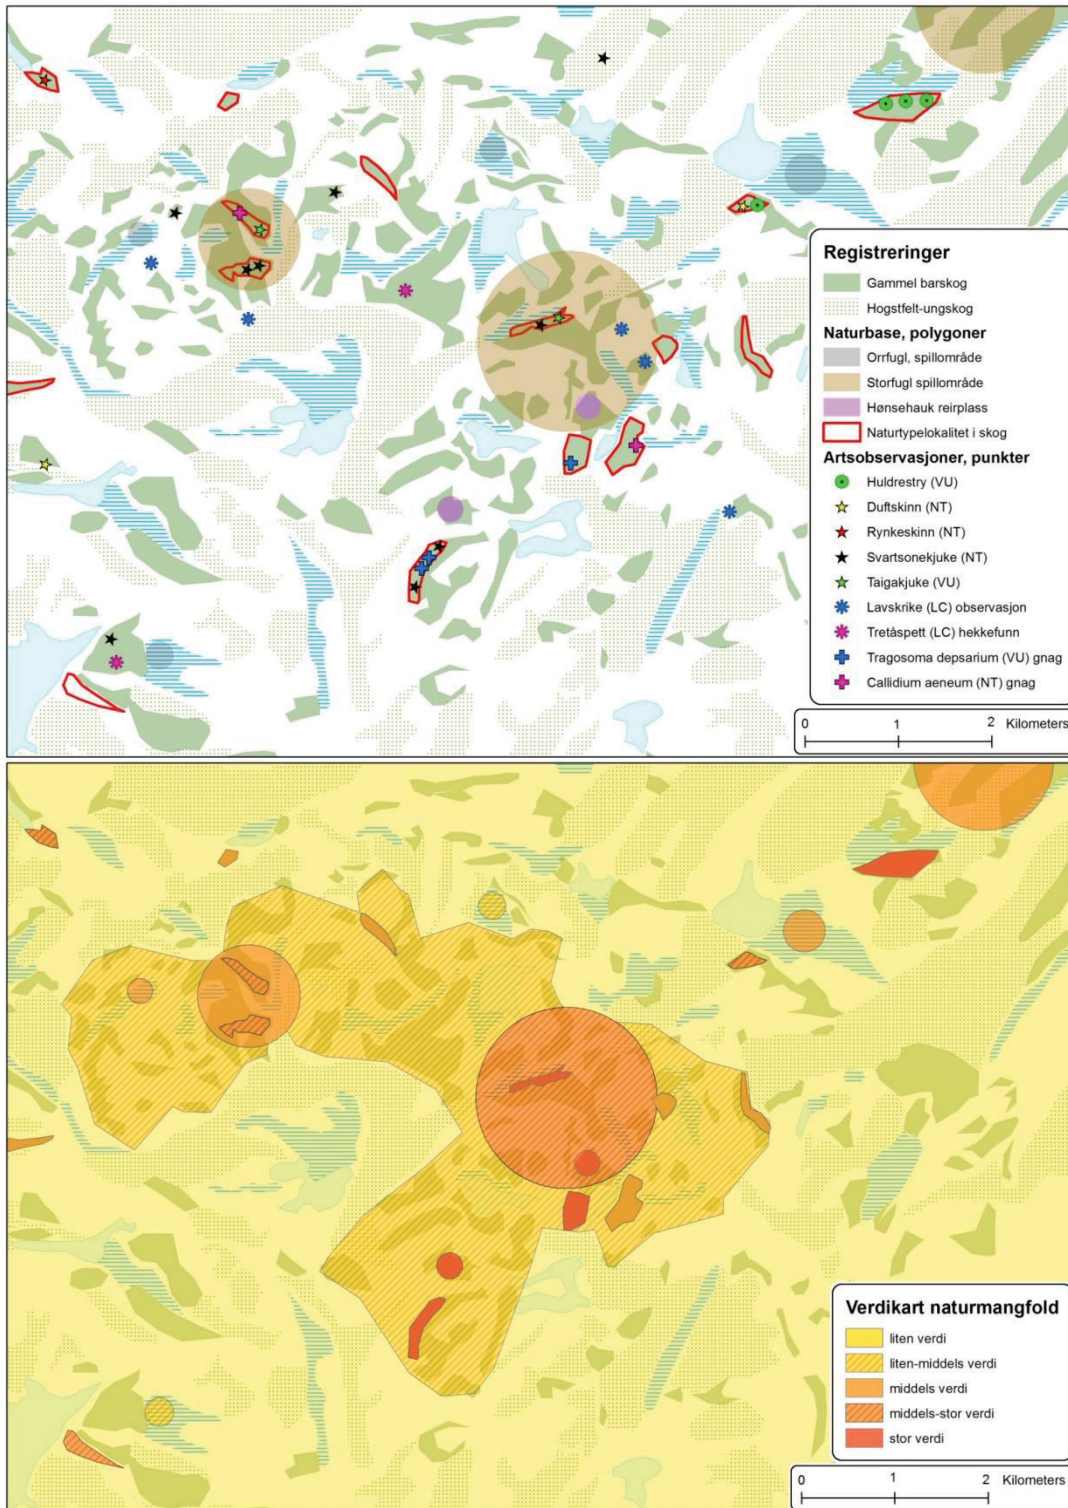 Registreringer
Gammel barskog
Hogstfelt-ungskog
Naturbase, polygoner
Orrfugl, spillområde
Storfugl spillområde
Hønsehauk reirplass
Naturtypelokalitet i skog
Artsobservasjoner, punkter
Huldrestry (VU)
Duftskinn (NT)
Rynkeskinn (NT)
Svartsonekjuke (NT)
Taigakjuke (VU)
Lavskrike (LC) observasjon
Tretåspett (LC) hekkefunn
Tragosoma depsarium (VU) gnag
Callidium aeneum (NT) gnag
0 1 2 Kilometers
Verdikart naturmangfold
liten verdi
liten-middels verdi
middels verdi
middels-stor verdi
stor verdi
0 1 2 Kilometers